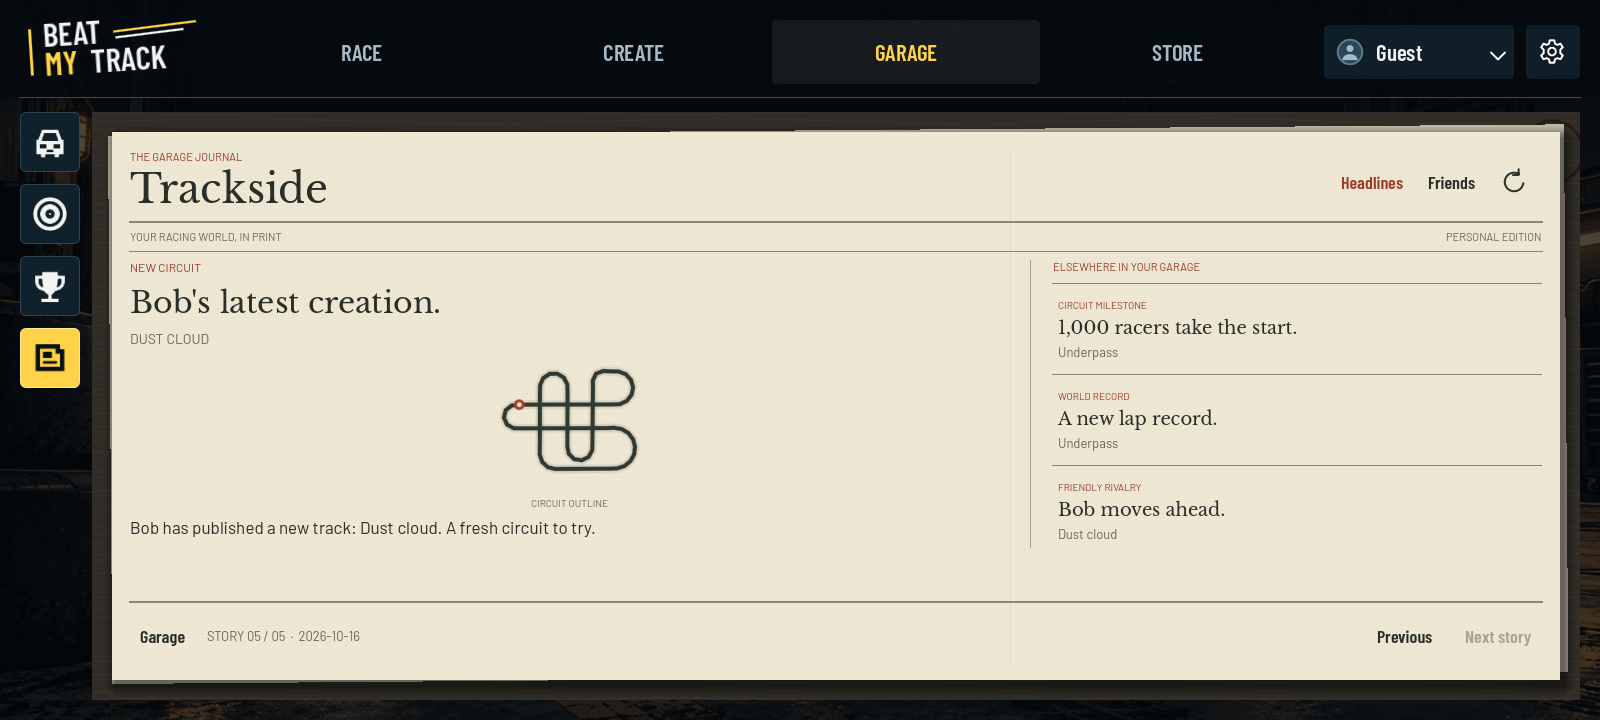 BEAT
MY TRACK
RACE
CREATE
GARAGE
STORE
Guest
THE GARAGE JOURNAL
Trackside
Headlines
Friends
YOUR RACING WORLD, IN PRINT
PERSONAL EDITION
NEW CIRCUIT
Bob's latest creation.
DUST CLOUD
CIRCUIT OUTLINE
Bob has published a new track: Dust cloud. A fresh circuit to try.
ELSEWHERE IN YOUR GARAGE
CIRCUIT MILESTONE
1,000 racers take the start.
Underpass
WORLD RECORD
A new lap record.
Underpass
FRIENDLY RIVALRY
Bob moves ahead.
Dust cloud
Garage
STORY 05 / 05 · 2026-10-16
Previous
Next story